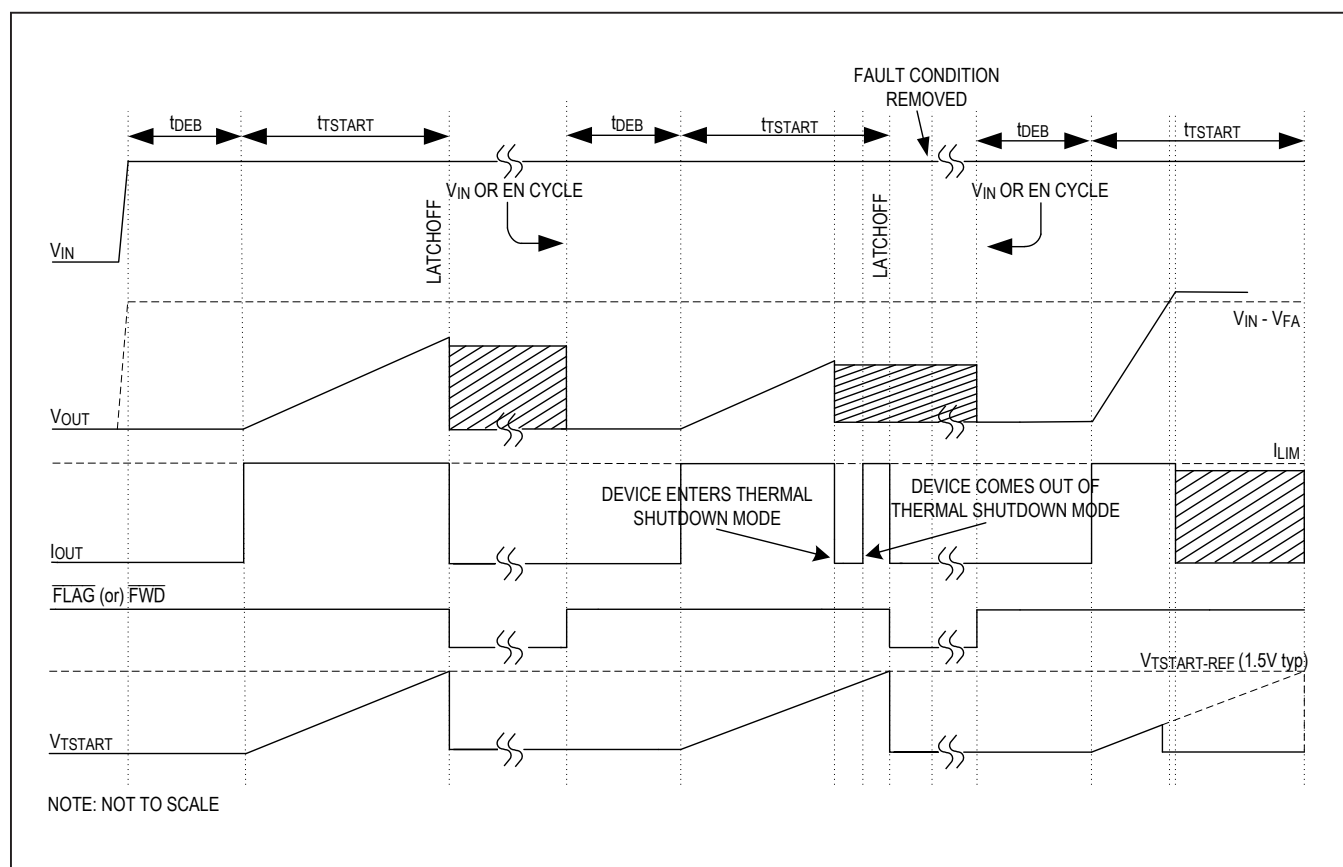 FAULT CONDITION
REMOVED
tDEB
tTSTART
tDEB
tTSTART
tDEB
tTSTART
VIN OR EN CYCLE
VIN OR EN CYCLE
LATCHOFF
LATCHOFF
VIN
VIN - VFA
VOUT
ILIM
DEVICE ENTERS THERMAL
SHUTDOWN MODE
DEVICE COMES OUT OF
THERMAL SHUTDOWN MODE
IOUT
FLAG (or) FWD
VTSTART-REF (1.5V typ)
VTSTART
NOTE: NOT TO SCALE